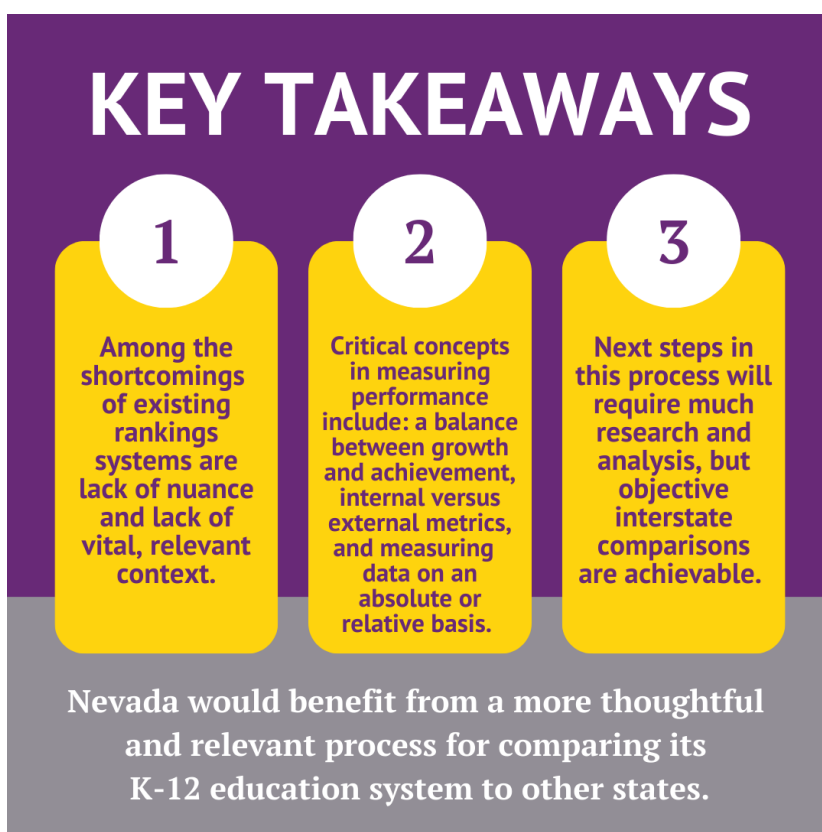 KEY TAKEAWAYS
1
Among the
shortcomings
of existing
rankings
systems are
lack of nuance
and lack of
vital, relevant
context.
2
Critical concepts
in measuring
performance
include: a balance
between growth
and achievement,
internal versus
external metrics,
and measuring
data on an
absolute or
relative basis.
3
Next steps in
this process will
require much
research and
analysis, but
objective
interstate
comparisons
are achievable.
Nevada would benefit from a more thoughtful
and relevant process for comparing its
K-12 education system to other states.